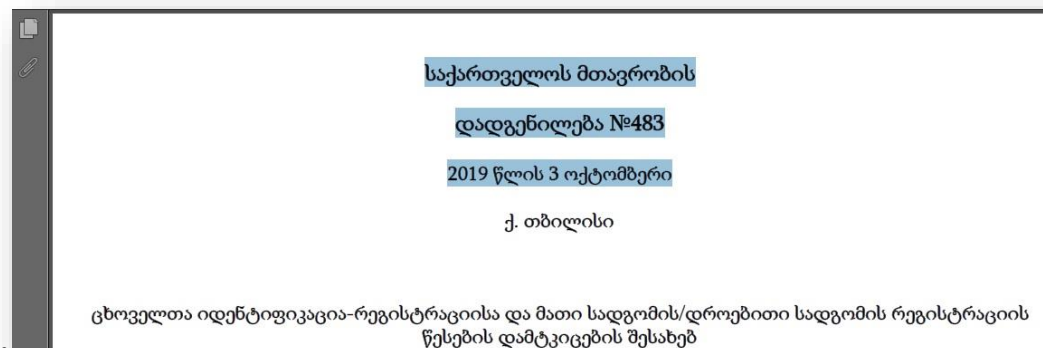 საქართველოს მთავრობის
დადგენილება №483
2019 წლის 3 ოქტომბერი
ქ. თბილისი
ცხოველთა იდენტიფიკაცია-რეგისტრაციისა და მათი სადგომის/დროებითი სადგომის რეგისტრაციის
წესების დამტკიცების შესახებ